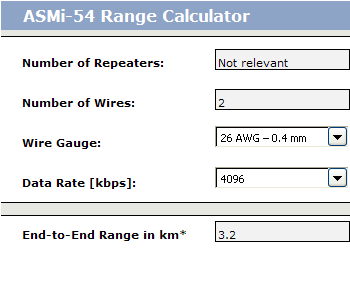 ASMi-54 Range Calculator
Number of Repeaters: Not relevant
Number of Wires: 2
Wire Gauge: 26 AWG – 0.4 mm
Data Rate [kbps]: 4096
End-to-End Range in km* 3.2